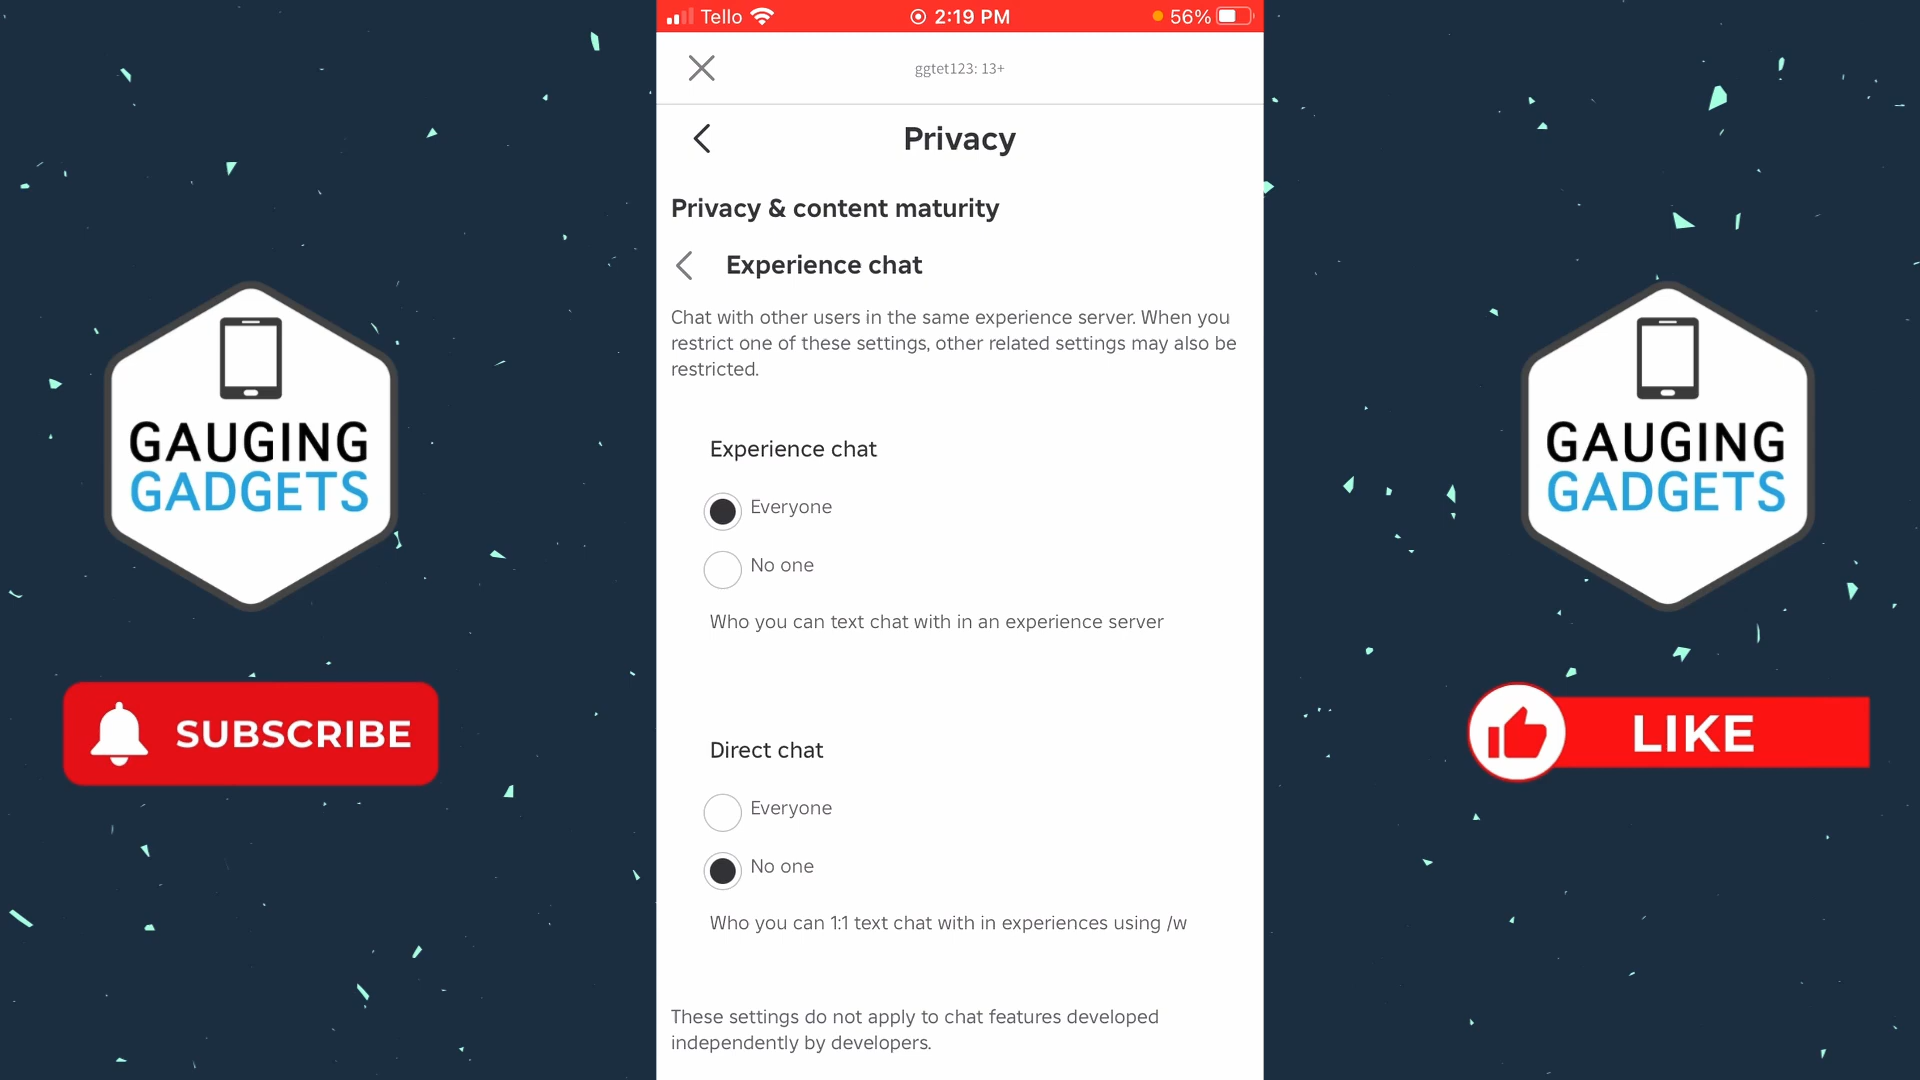 Tello
2:19 PM
56%
ggtet123: 13+
Privacy
Privacy & content maturity
Experience chat
Chat with other users in the same experience server. When you
restrict one of these settings, other related settings may also be
restricted.
Experience chat
Everyone
No one
Who you can text chat with in an experience server
Direct chat
Everyone
No one
Who you can 1:1 text chat with in experiences using /w
These settings do not apply to chat features developed
independently by developers.
GAUGING
GADGETS
SUBSCRIBE
GAUGING
GADGETS
LIKE